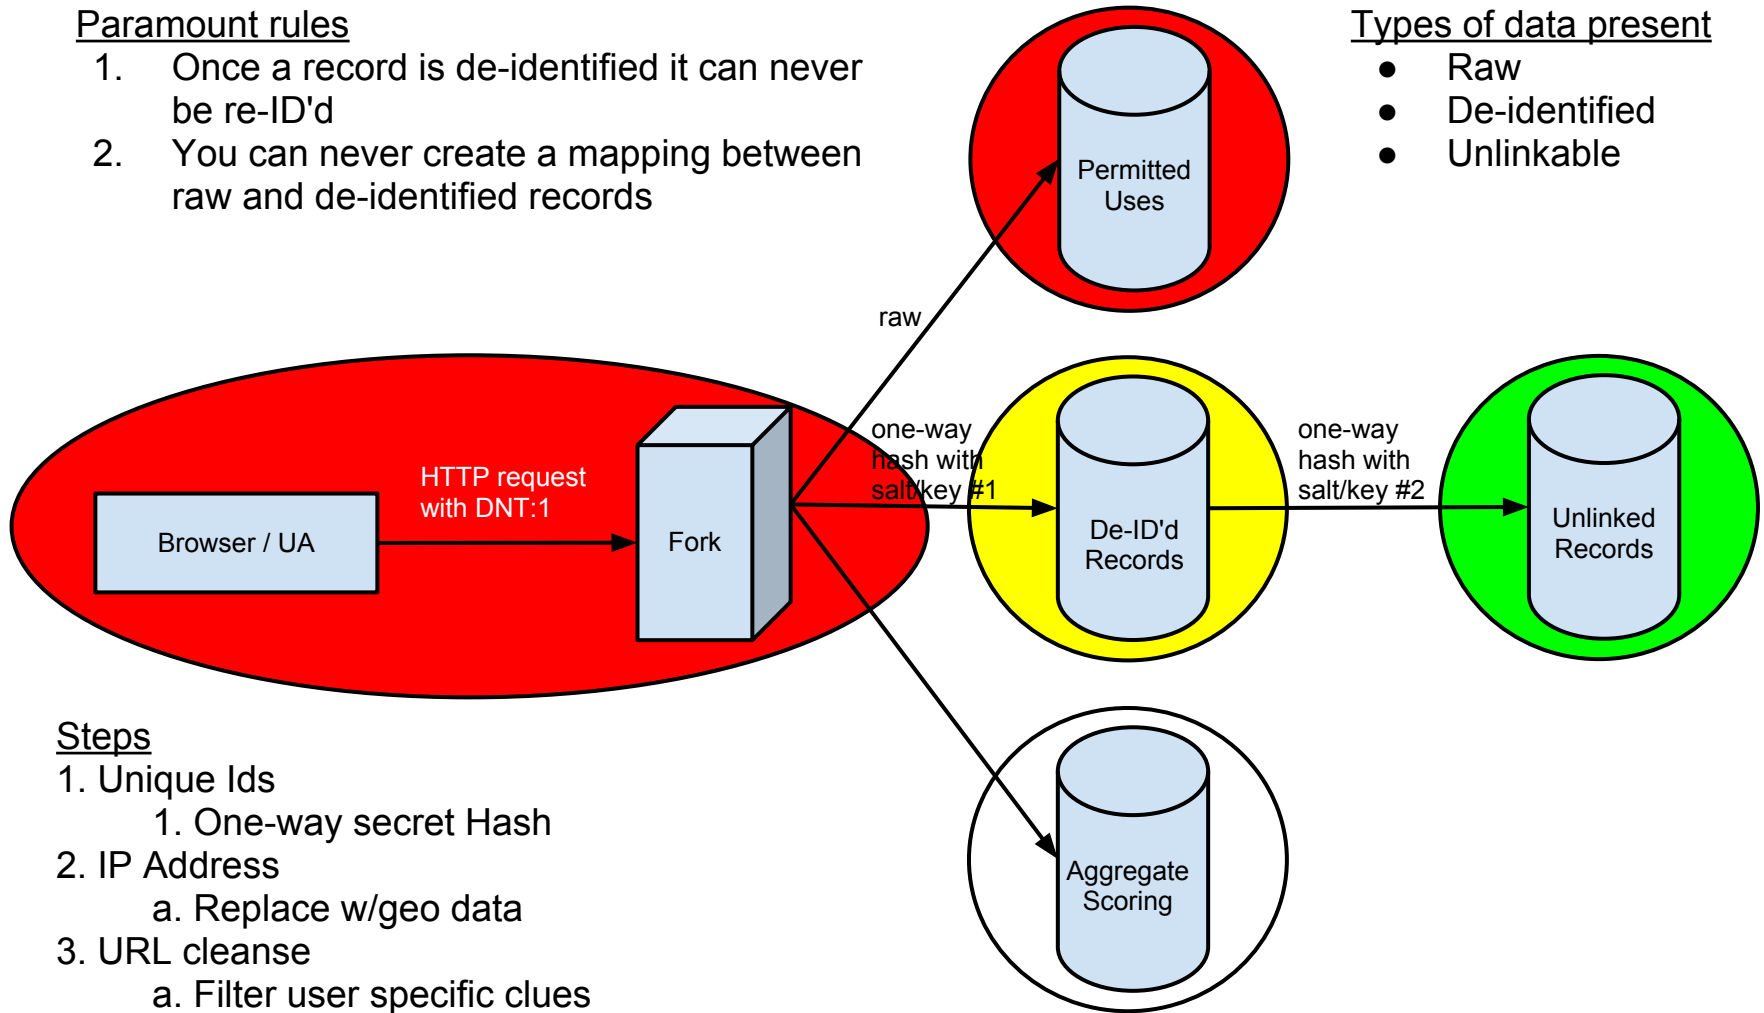 Paramount rules
1. Once a record is de-identified it can never
be re-ID'd
2. You can never create a mapping between
raw and de-identified records
Types of data present
● Raw
● De-identified
● Unlinkable
Permitted
Uses
raw
one-way
hash with
salt/key #1
one-way
hash with
salt/key #2
HTTP request
with DNT:1
Browser / UA
Fork
De-ID'd
Records
Unlinked
Records
Aggregate
Scoring
Steps
1. Unique Ids
1. One-way secret Hash
2. IP Address
a. Replace w/geo data
3. URL cleanse
a. Filter user specific clues